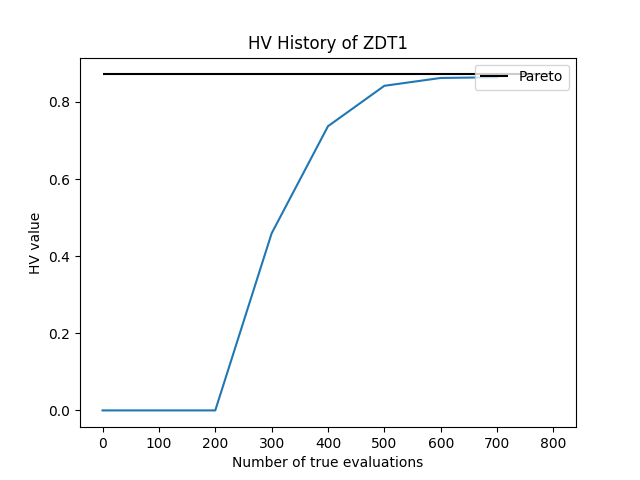 HV History of ZDT1
Pareto
0.8
0.6
0.4
0.2
0.0
HV value
0 100 200 300 400 500 600 700 800
Number of true evaluations